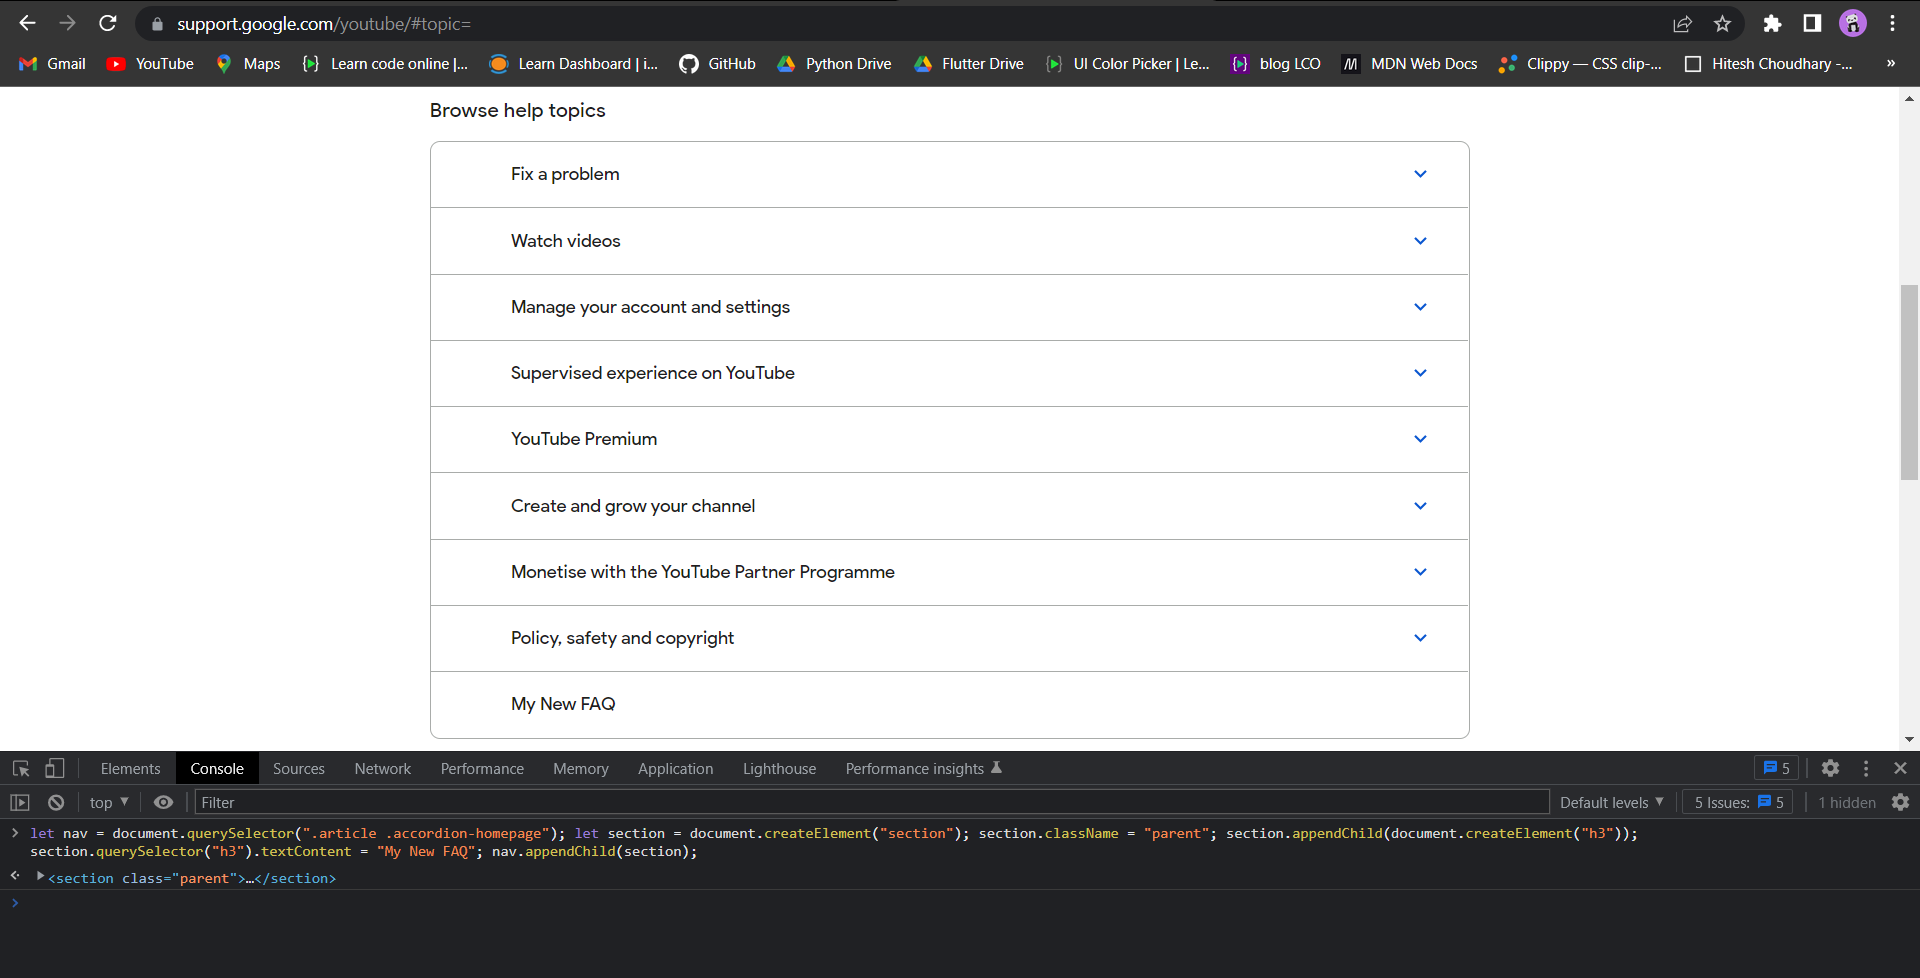 support.google.com/youtube/#topic=
Gmail YouTube Maps Learn code online |... Learn Dashboard | i... GitHub Python Drive Flutter Drive UI Color Picker | Le... blog LCO MDN Web Docs Clippy — CSS clip-... Hitesh Choudhary -... »
Browse help topics
Fix a problem
Watch videos
Manage your account and settings
Supervised experience on YouTube
YouTube Premium
Create and grow your channel
Monetise with the YouTube Partner Programme
Policy, safety and copyright
My New FAQ
Elements Console Sources Network Performance Memory Application Lighthouse Performance insights 5
top Filter Default levels 5 Issues: 5 1 hidden
let nav = document.querySelector(".article .accordion-homepage"); let section = document.createElement("section"); section.className = "parent"; section.appendChild(document.createElement("h3"));
section.querySelector("h3").textContent = "My New FAQ"; nav.appendChild(section);
<section class="parent">…</section>